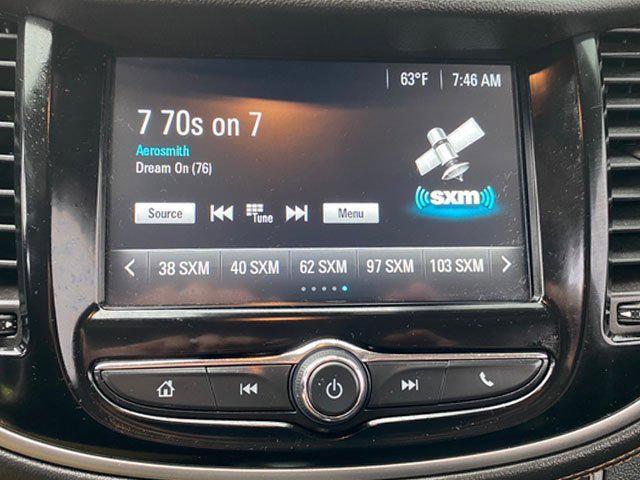 63°F 7:46 AM
7 70s on 7
Aerosmith
Dream On (76)
((sxm))
Source Tune Menu
38 SXM 40 SXM 62 SXM 97 SXM 103 SXM